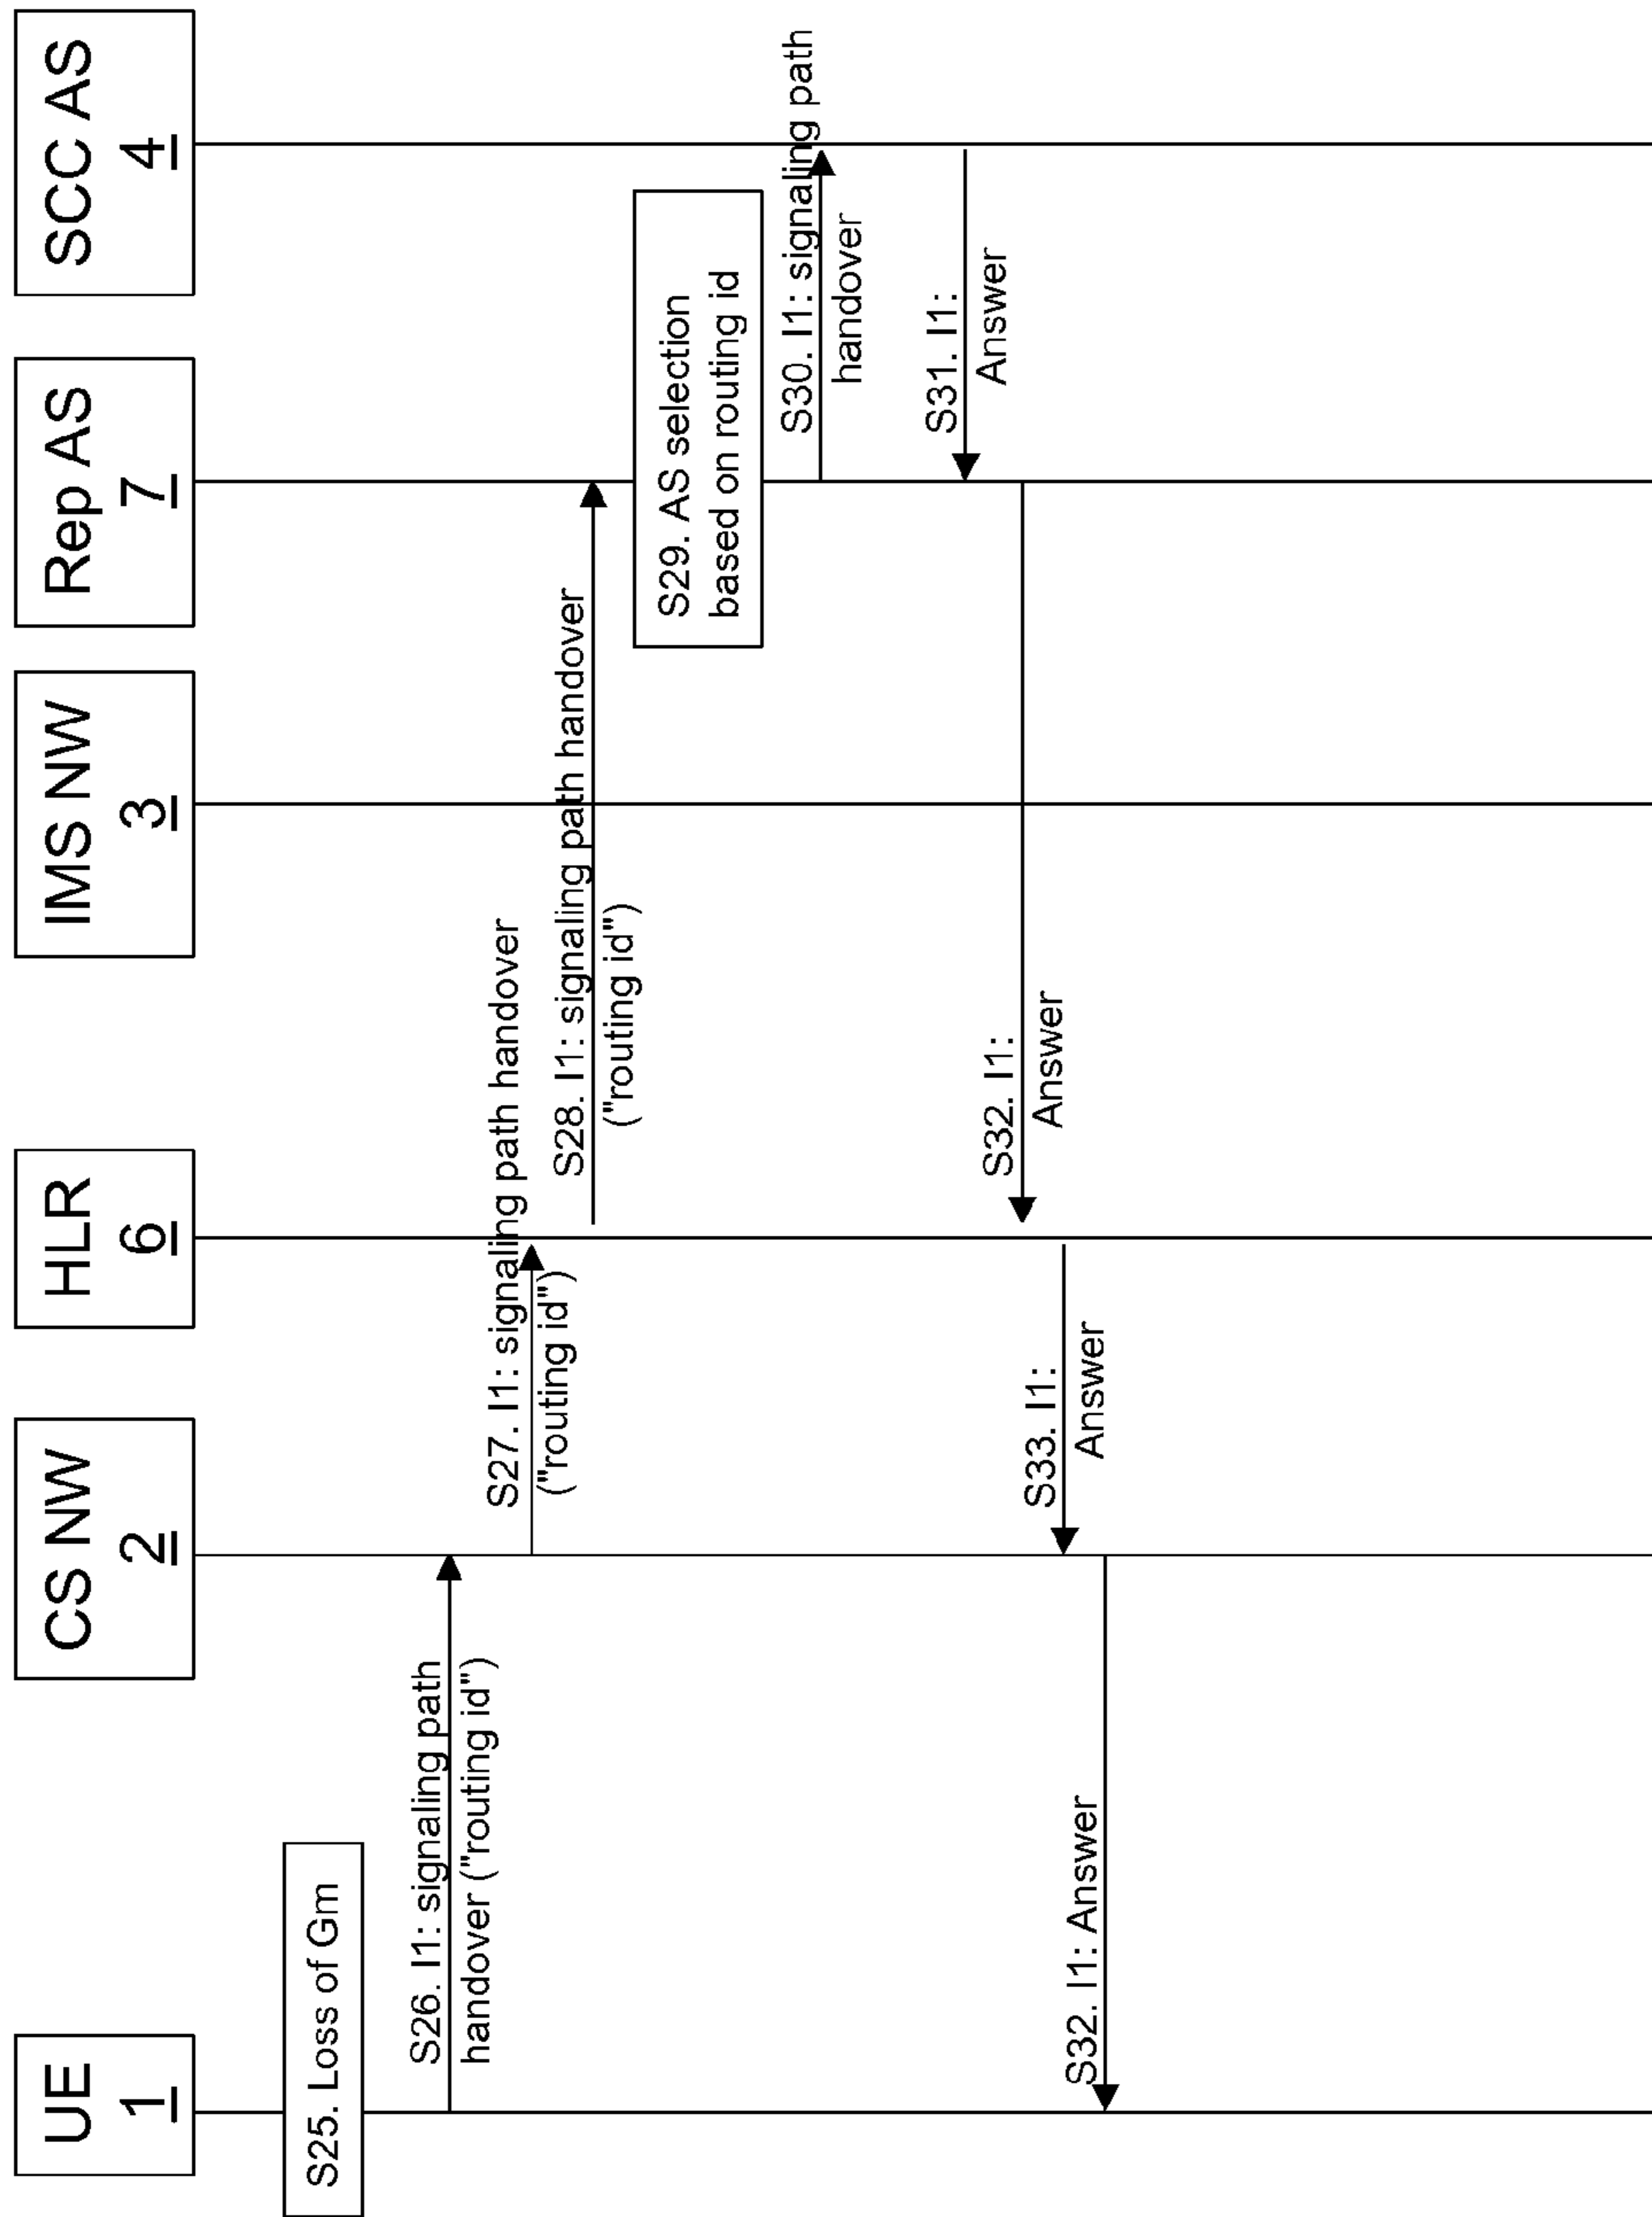 UE
1
CS NW
2
HLR
6
IMS NW
3
Rep AS
7
SCC AS
4
S25. Loss of Gm
S26. I1: signaling path
handover ("routing id")
S27. I1: signaling path handover
("routing id")
S28. I1: signaling path handover
("routing id")
S29. AS selection
based on routing id
S30. I1: signaling path
handover
S31. I1:
Answer
S32. I1:
Answer
S33. I1:
Answer
S32. I1: Answer